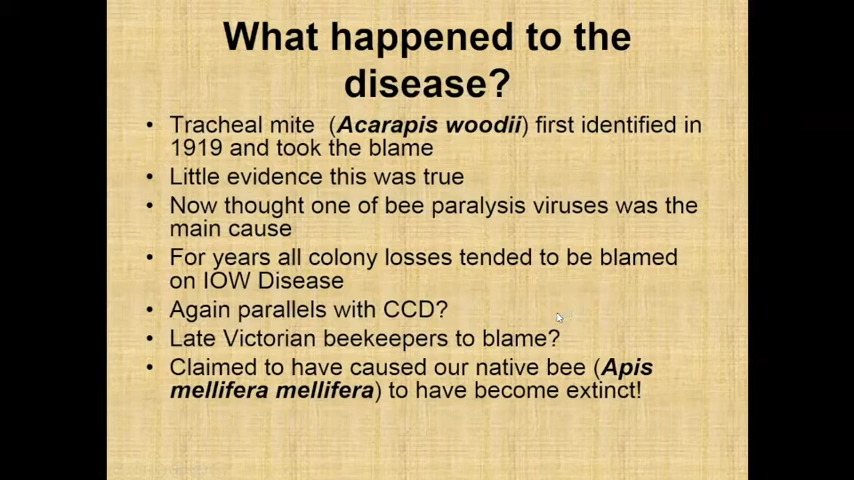 What happened to the
disease?
• Tracheal mite (Acarapis woodii) first identified in
1919 and took the blame
• Little evidence this was true
• Now thought one of bee paralysis viruses was the
main cause
• For years all colony losses tended to be blamed
on IOW Disease
• Again parallels with CCD?
• Late Victorian beekeepers to blame?
• Claimed to have caused our native bee (Apis
mellifera mellifera) to have become extinct!